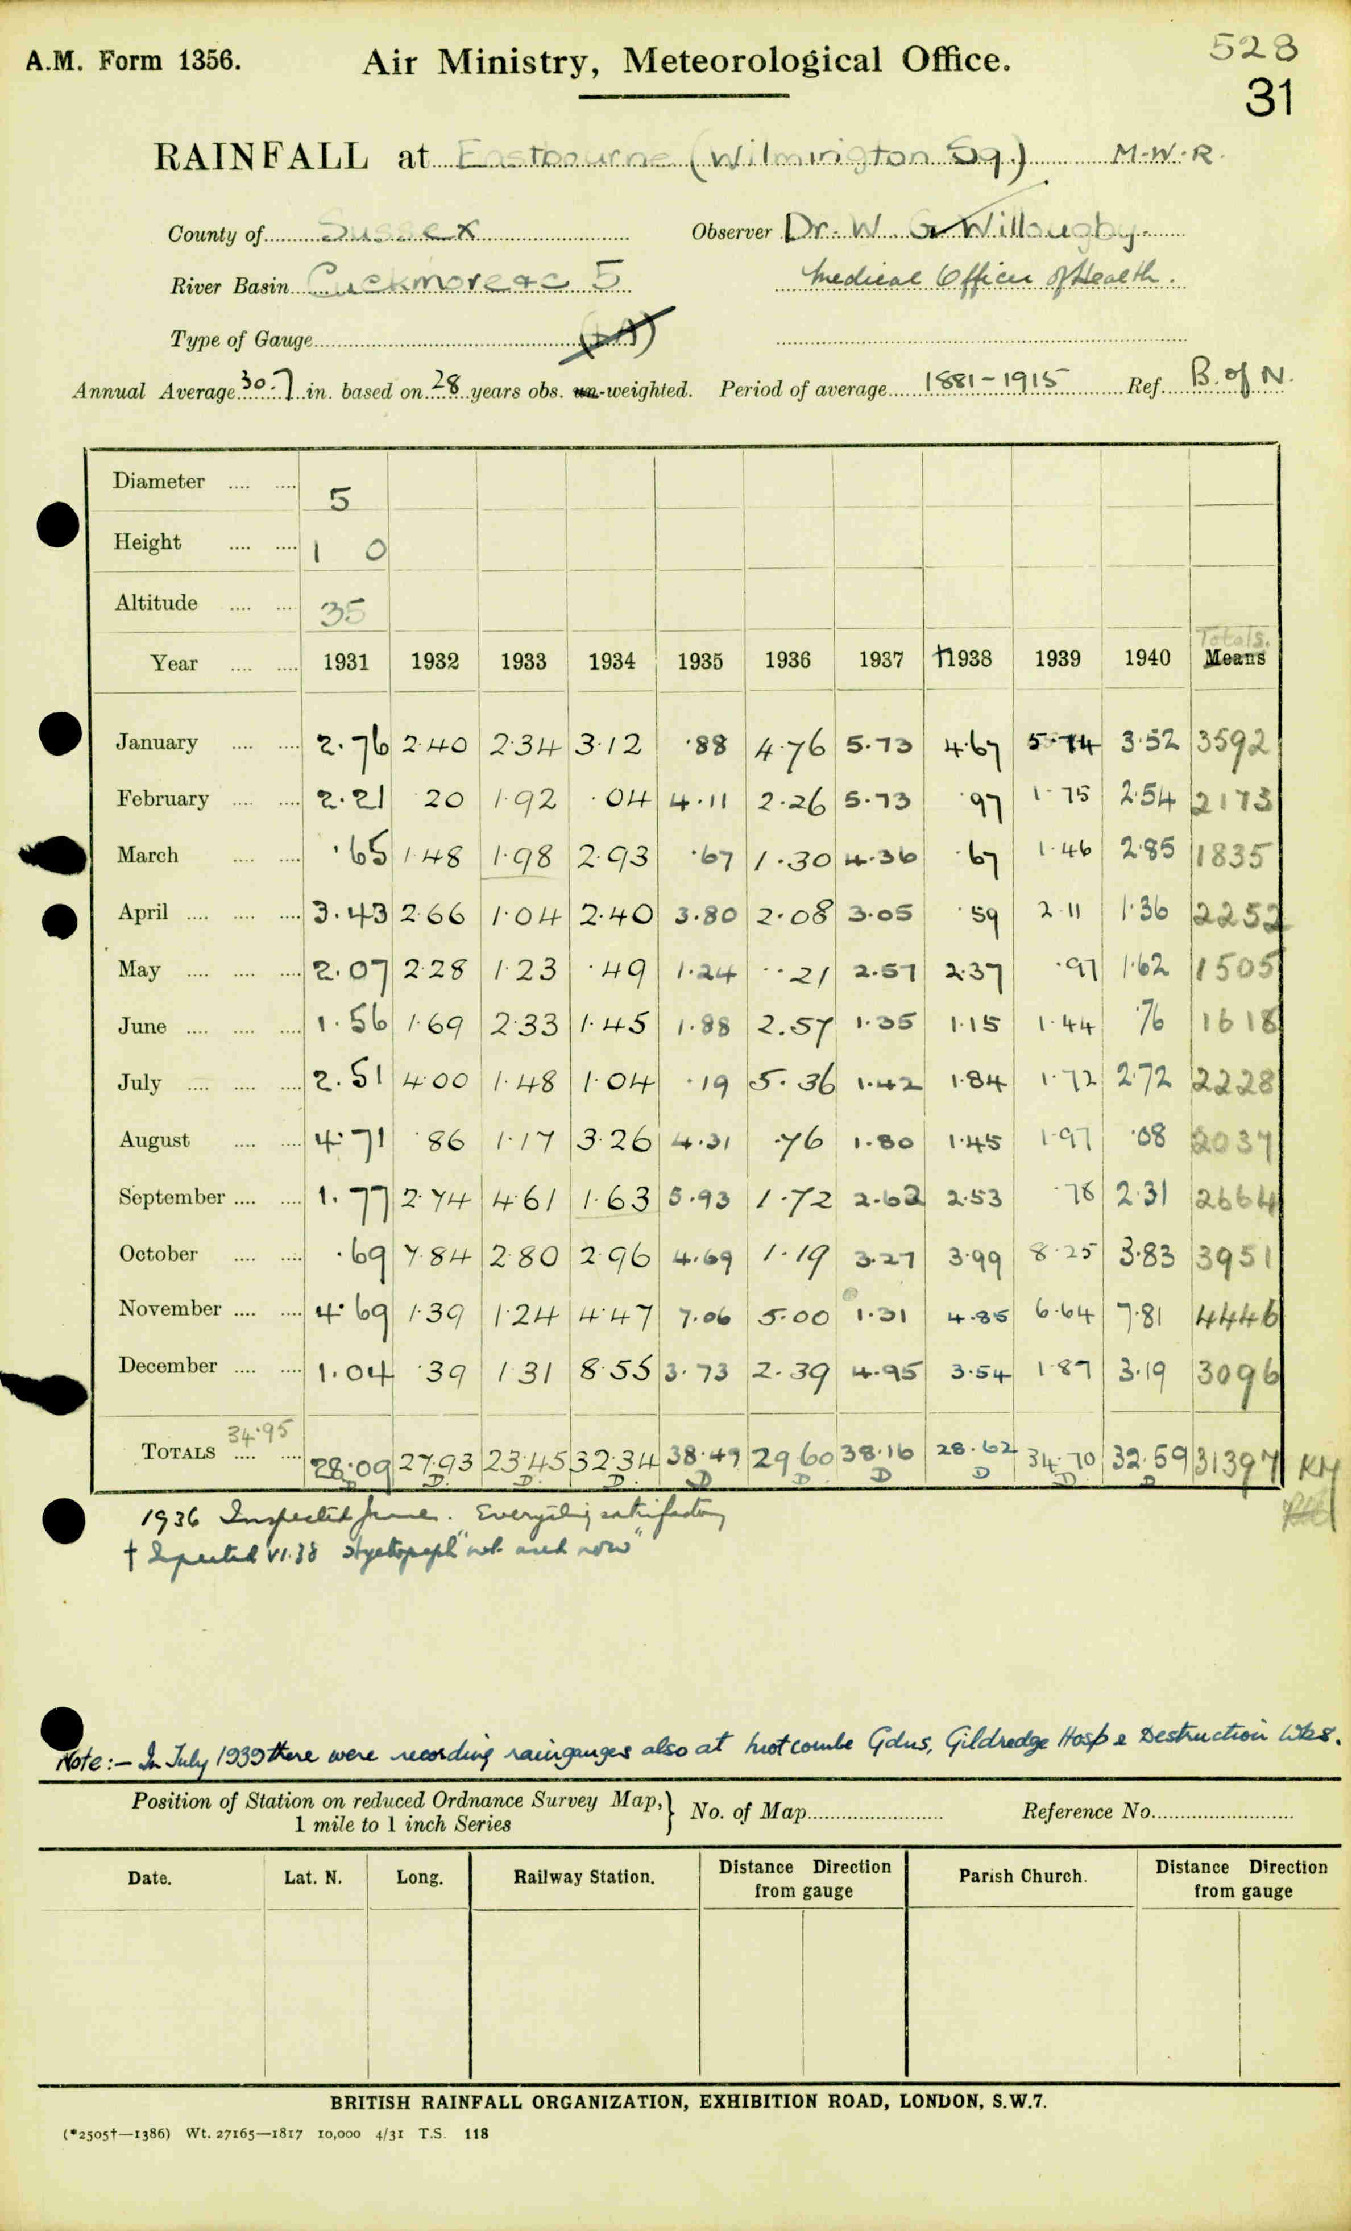 528
A.M. Form 1356. Air Ministry, Meteorological Office.
31
RAINFALL at Eastbourne (Wilmington Sq.) M.W.R.
County of Sussex Observer Dr. W. G. Willougby.
River Basin Cuckmore &c 5 Medical Officer of Health.
Type of Gauge (LA)
Annual Average 30.7 in. based on 28 years obs. un-weighted. Period of average 1881-1915 Ref. B. of N.
Diameter .... .... 5
Height .... .... 1 0
Altitude .... .... 35
Totals.
Year .... .... 1931 1932 1933 1934 1935 1936 1937 †1938 1939 1940 Means
January .... .... 2.76 2.40 2.34 3.12 .88 4.76 5.73 4.67 5.74 3.52 3592
February .... .... 2.21 20 1.92 .04 4.11 2.26 5.73 .97 1.75 2.54 2173
March .... .... .65 1.48 1.98 2.93 .67 1.30 4.36 .67 1.46 2.85 1835
April .... .... .... 3.43 2.66 1.04 2.40 3.80 2.08 3.05 .59 2.11 1.36 2252
May .... .... .... 2.07 2.28 1.23 .49 1.24 .21 2.57 2.37 .97 1.62 1505
June .... .... .... 1.56 1.69 2.33 1.45 1.88 2.57 1.35 1.15 1.44 .76 1618
July .... .... .... 2.51 4.00 1.48 1.04 .19 5.36 1.42 1.84 1.72 2.72 2228
August .... .... 4.71 .86 1.17 3.26 4.31 .76 1.80 1.45 1.97 .08 2037
September .... .... 1.77 2.74 4.61 1.63 5.93 1.72 2.62 2.53 .78 2.31 2664
October .... .... .69 7.84 2.80 2.96 4.69 1.19 3.27 3.99 8.25 3.83 3951
November .... .... 4.69 1.39 1.24 4.47 7.06 5.00 1.31 4.85 6.64 7.81 4446
December .... .... 1.04 .39 1.31 8.55 3.73 2.39 4.95 3.54 1.87 3.19 3096
34.95
TOTALS .... .... 28.09 27.93 23.45 32.34 38.49 29.60 38.16 28.62 34.70 32.59 31397 KM
D D. D. D. D D. D D D. D
1936 Inspected June. Everything satisfactory
† Inspected VI.38 Hyetograph "not used now"
Note:- In July 1939 there were recording rainganges also at Motcombe Gdns, Gildredge Hosp & Destruction Wks.
Position of Station on reduced Ordnance Survey Map, } No. of Map Reference No.
1 mile to 1 inch Series
Date. Lat. N. Long. Railway Station. Distance Direction from gauge Parish Church. Distance Direction from gauge
BRITISH RAINFALL ORGANIZATION, EXHIBITION ROAD, LONDON, S.W.7.
(*2505†—1386) Wt. 27165—1817 10,000 4/31 T.S. 118